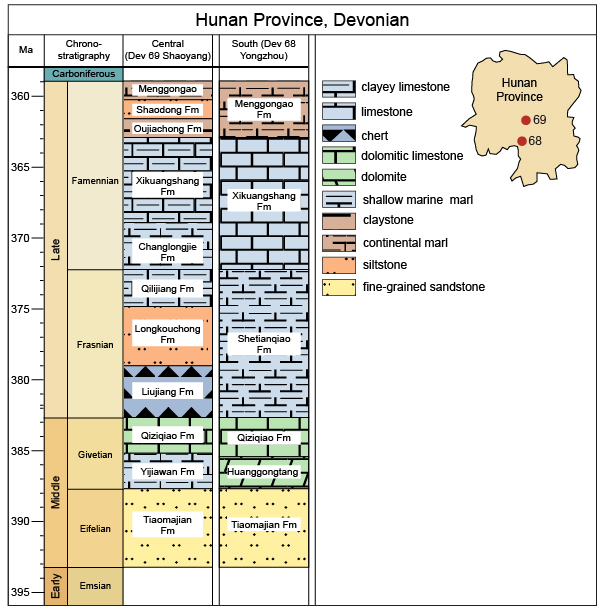 Hunan Province, Devonian
Ma
Chrono-
stratigraphy
Central
(Dev 69 Shaoyang)
South (Dev 68
Yongzhou)
Carboniferous
360
365
370
375
380
385
390
395
Late
Middle
Early
Famennian
Frasnian
Givetian
Eifelian
Emsian
Menggongao
Shaodong Fm
Oujiachong Fm
Xikuangshang
Fm
Changlongjie
Fm
Qilijiang Fm
Longkouchong
Fm
Liujiang Fm
Qiziqiao Fm
Yijiawan Fm
Tiaomajian
Fm
Menggongao
Fm
Xikuangshang
Fm
Shetianqiao
Fm
Qiziqiao Fm
Huanggongtang
Tiaomajian Fm
clayey limestone
limestone
chert
dolomitic limestone
dolomite
shallow marine marl
claystone
continental marl
siltstone
fine-grained sandstone
Hunan
Province
69
68